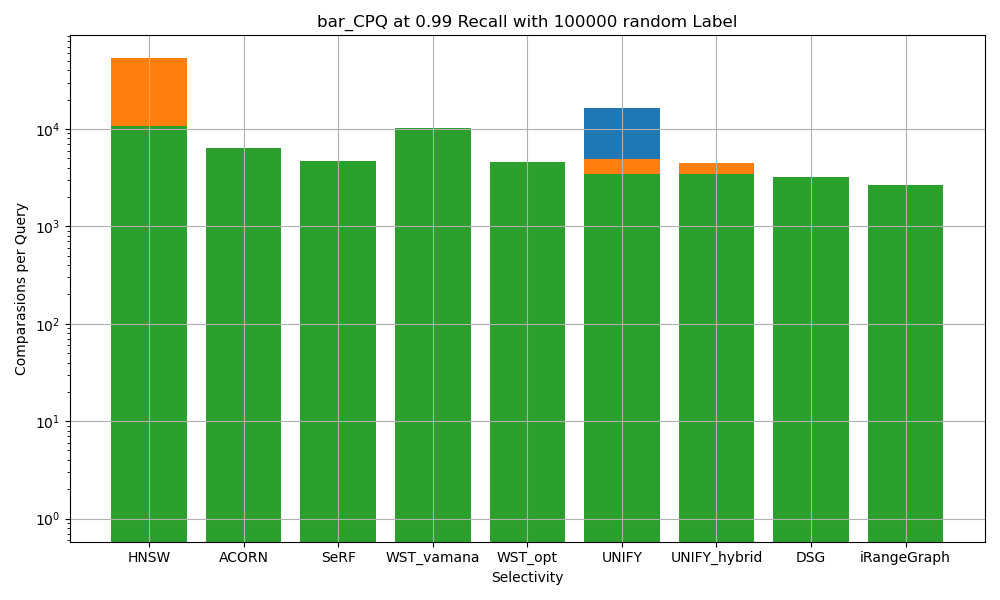 bar_CPQ at 0.99 Recall with 100000 random Label
Comparasions per Query
10^4
10^3
10^2
10^1
10^0
HNSW ACORN SeRF WST_vamana WST_opt UNIFY UNIFY_hybrid DSG iRangeGraph
Selectivity